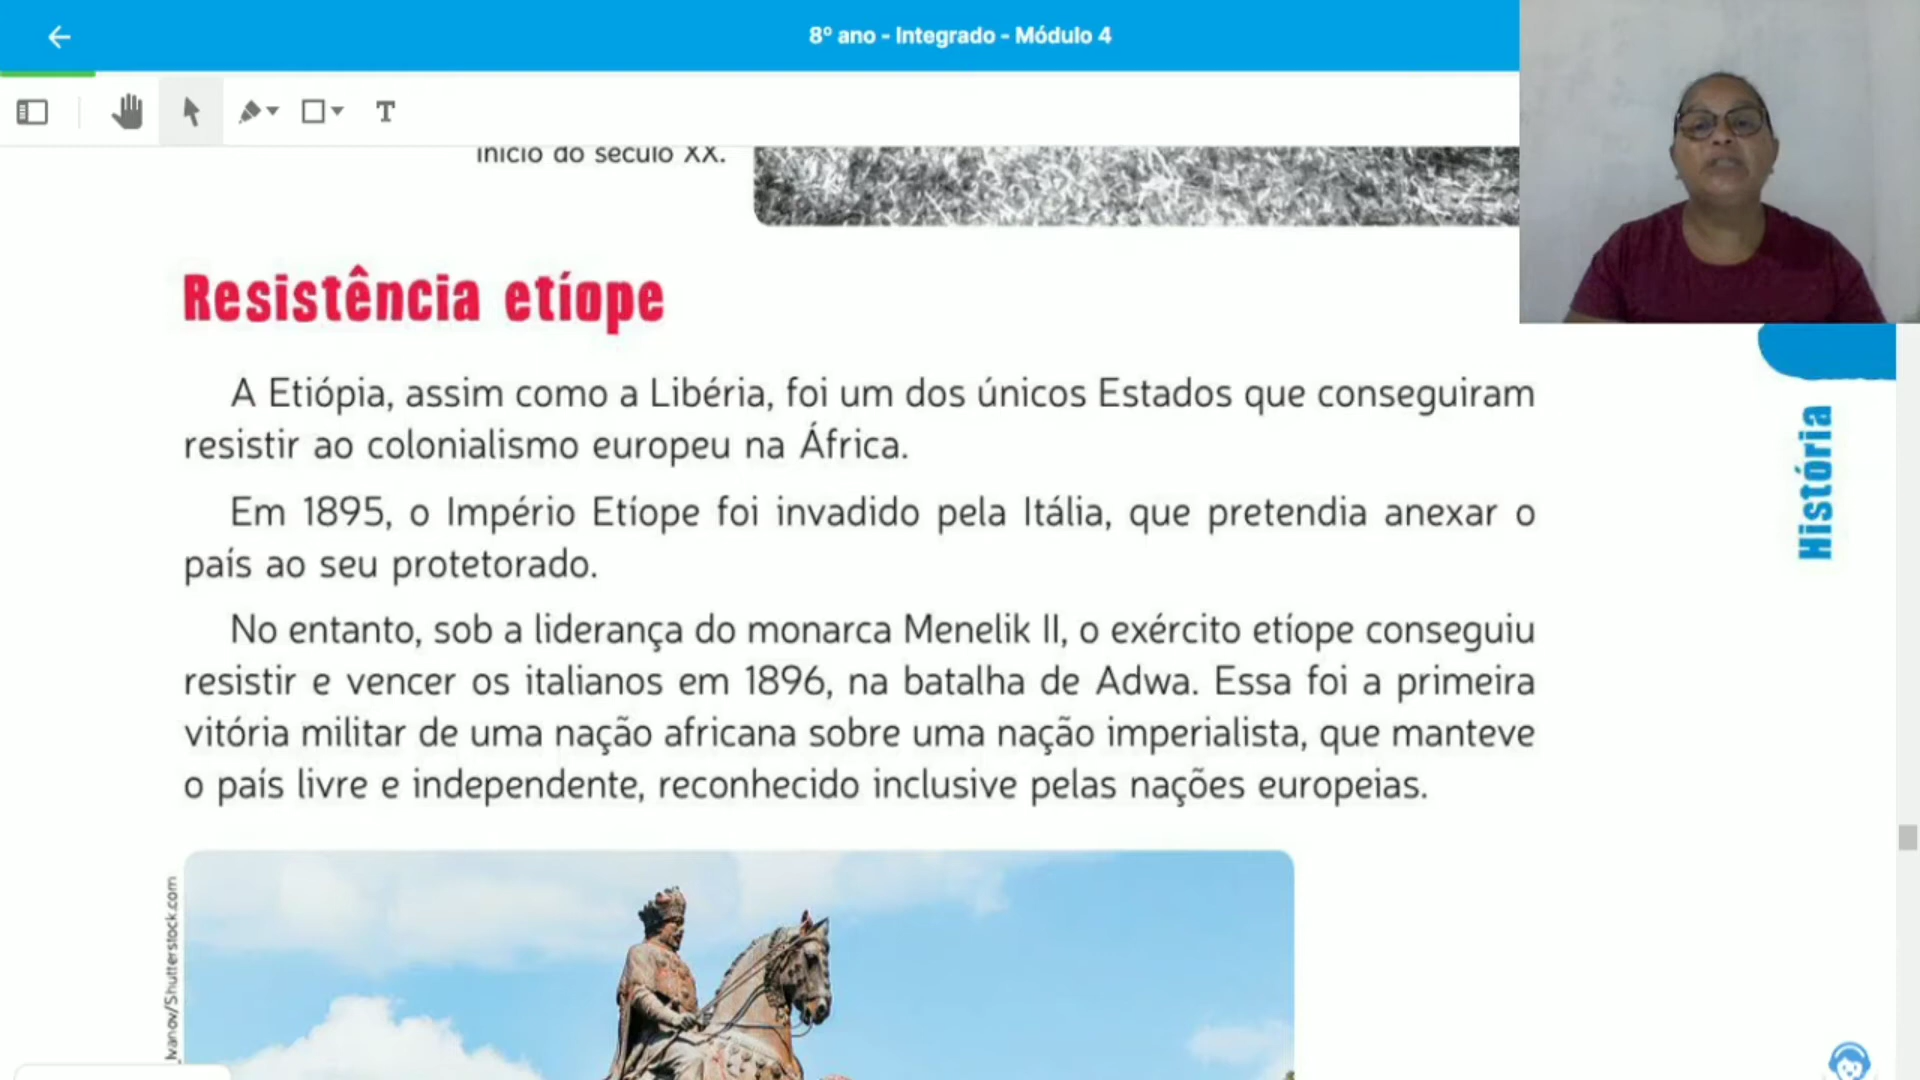 8º ano - Integrado - Módulo 4
T
início do século XX.
Resistência etíope
A Etiópia, assim como a Libéria, foi um dos únicos Estados que conseguiram
resistir ao colonialismo europeu na África.
Em 1895, o Império Etíope foi invadido pela Itália, que pretendia anexar o
país ao seu protetorado.
No entanto, sob a liderança do monarca Menelik II, o exército etíope conseguiu
resistir e vencer os italianos em 1896, na batalha de Adwa. Essa foi a primeira
vitória militar de uma nação africana sobre uma nação imperialista, que manteve
o país livre e independente, reconhecido inclusive pelas nações europeias.
História
Ivanov/Shutterstock.com